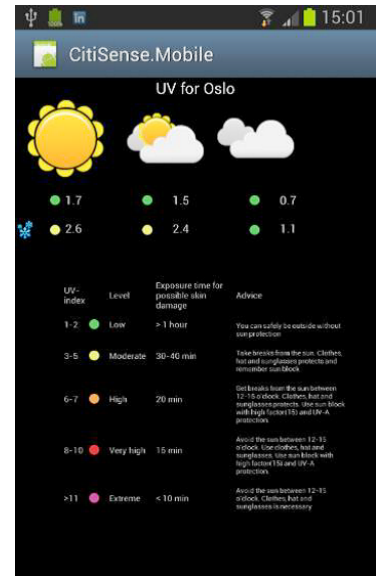 15:01
CitiSense.Mobile
UV for Oslo
1.7 1.5 0.7
2.6 2.4 1.1
UV-index Level Exposure time for possible skin damage Advice
1-2 Low > 1 hour You can safely be outside without sun protection
3-5 Moderate 30-40 min Take breaks from the sun. Clothes, hat and sunglasses protects and remember sun block
6-7 High 20 min Get breaks from the sun between 12-15 o'clock. Clothes, hat and sunglasses protects. Use sun block with high factor(15) and UV-A protection
8-10 Very high 15 min Avoid the sun between 12-15 o'clock. Use clothes, hat and sunglasses. Use sun block with high factor(15) and UV-A protection
>11 Extreme < 10 min Avoid the sun between 12-15 o'clock. Clothes, hat and sunglasses is necessary